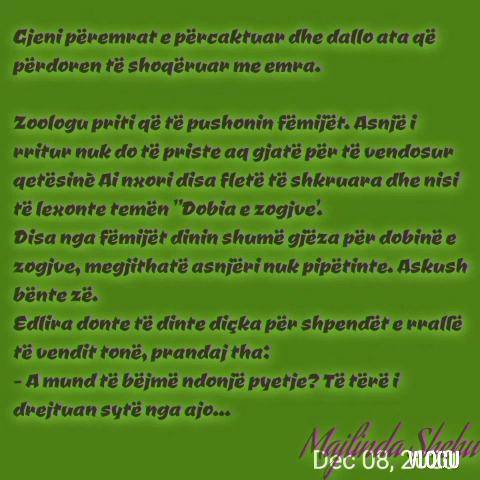 Gjeni përemrat e përcaktuar dhe dallo ata që
përdoren të shoqëruar me emra.
Zoologu priti që të pushonin fëmijët. Asnjë i
rritur nuk do të priste aq gjatë për të vendosur
qetësinè Ai nxori disa fletë të shkruara dhe nisi
të lexonte temën "Dobia e zogjve'.
Disa nga fëmijët dinin shumë gjëza për dobinë e
zogjve, megjithatë asnjëri nuk pipëtinte. Askush
bënte zë.
Edlira donte të dinte diçka për shpendët e rrallë
të vendit tonë, prandaj tha:
- A mund të bëjmë ndonjë pyetje? Të tërë i
drejtuan sytë nga ajo...
Majlinda Shehu
Dec 08,